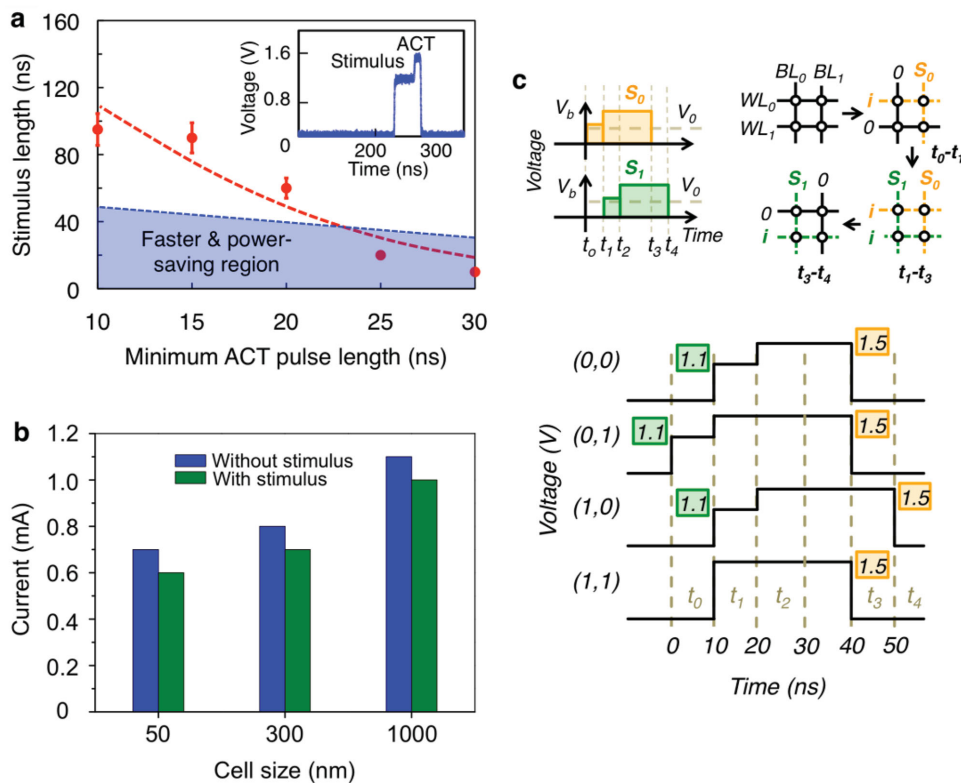 a
160
120
80
40
0
Stimulus length (ns)
10 15 20 25 30
Minimum ACT pulse length (ns)
Faster & power-
saving region
1.6
0.8
0
Voltage (V)
Stimulus
ACT
200 300
Time (ns)
b
1.2
1.0
0.8
0.6
0.4
0.2
0
Current (mA)
Without stimulus
With stimulus
50 300 1000
Cell size (nm)
c
Voltage
V_b S_0 V_0
V_b S_1 V_0
t_o t_1 t_2 t_3 t_4 Time
BL_0 BL_1
WL_0
WL_1
0 S_0
i
0
t_0-t_1
S_1 S_0
i
i
t_1-t_3
S_1 0
0
i
t_3-t_4
Voltage (V)
(0,0) 1.1 1.5
(0,1) 1.1 1.5
(1,0) 1.1 1.5
(1,1) 1.5
t_0 t_1 t_2 t_3 t_4
0 10 20 30 40 50
Time (ns)